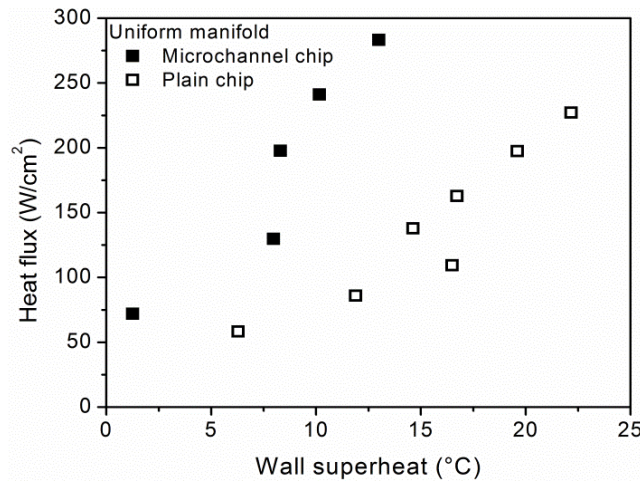 300
Uniform manifold
Microchannel chip
Plain chip
250
200
150
100
50
0
Heat flux (W/cm²)
0 5 10 15 20 25
Wall superheat (°C)